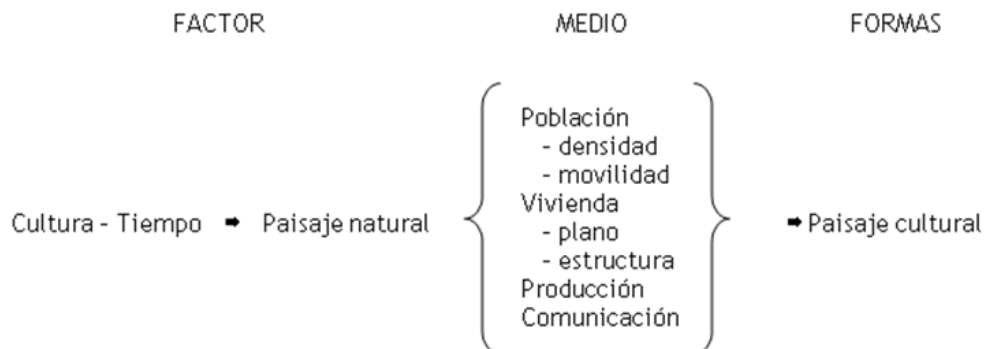 FACTOR MEDIO FORMAS
Población
- densidad
- movilidad
Vivienda
Cultura - Tiempo ➡ Paisaje natural - plano ➡ Paisaje cultural
- estructura
Producción
Comunicación